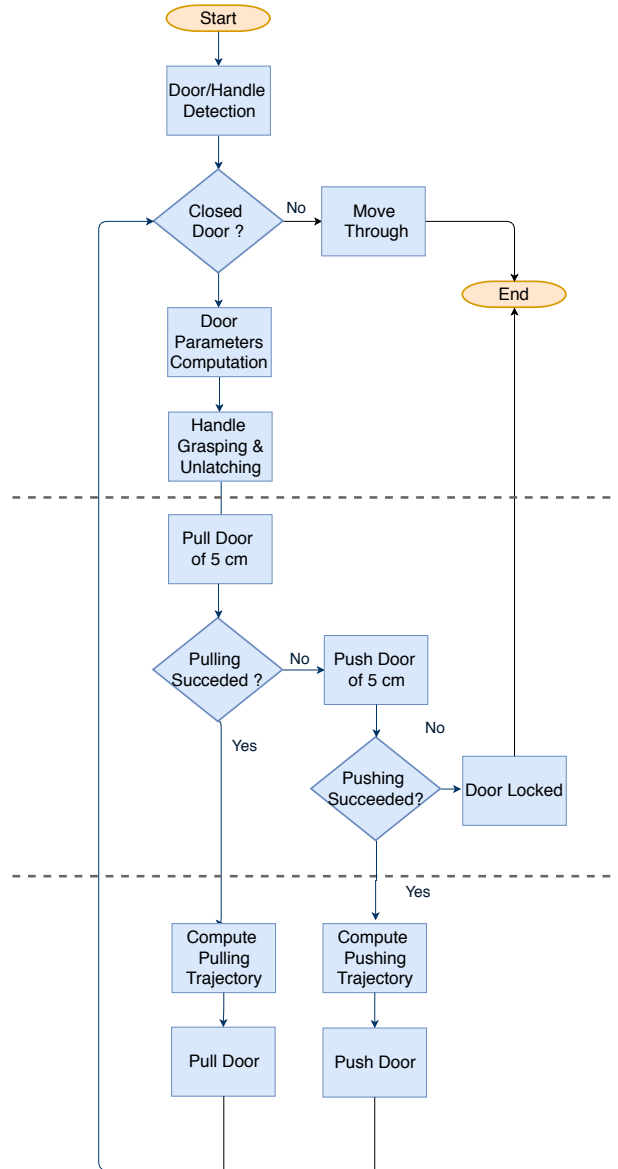 Start
Door/Handle
Detection
Closed
Door ?
No
Move
Through
End
Door
Parameters
Computation
Handle
Grasping &
Unlatching
Pull Door
of 5 cm
Pulling
Succeded ?
No
Push Door
of 5 cm
Yes
No
Pushing
Succeeded?
Door Locked
Yes
Compute
Pulling
Trajectory
Compute
Pushing
Trajectory
Pull Door
Push Door